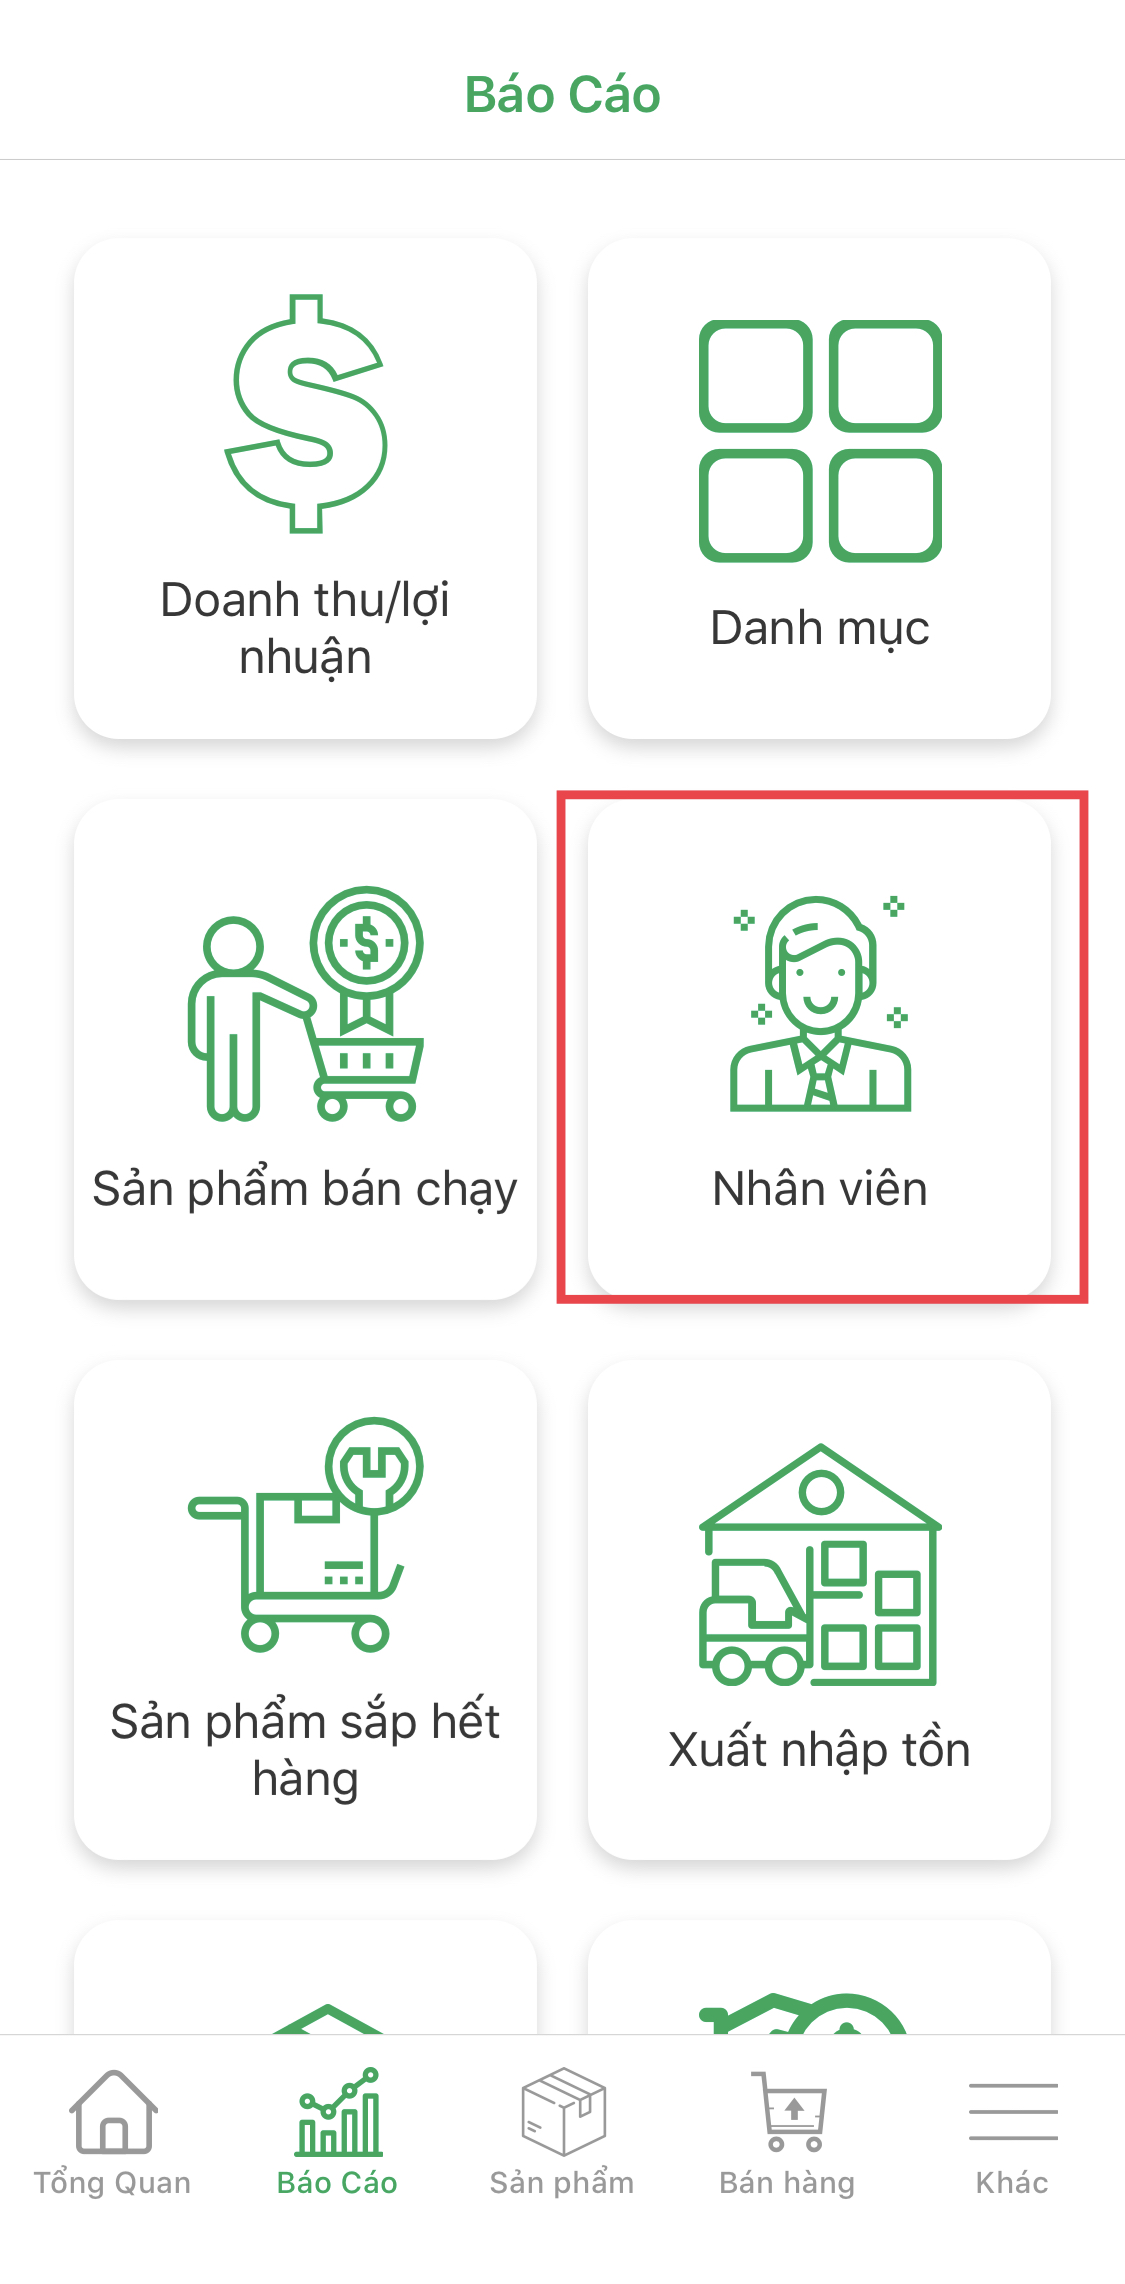 Báo Cáo
Doanh thu/lợi
nhuận
Danh mục
Sản phẩm bán chạy
Nhân viên
Sản phẩm sắp hết
hàng
Xuất nhập tồn
Tổng Quan
Báo Cáo
Sản phẩm
Bán hàng
Khác